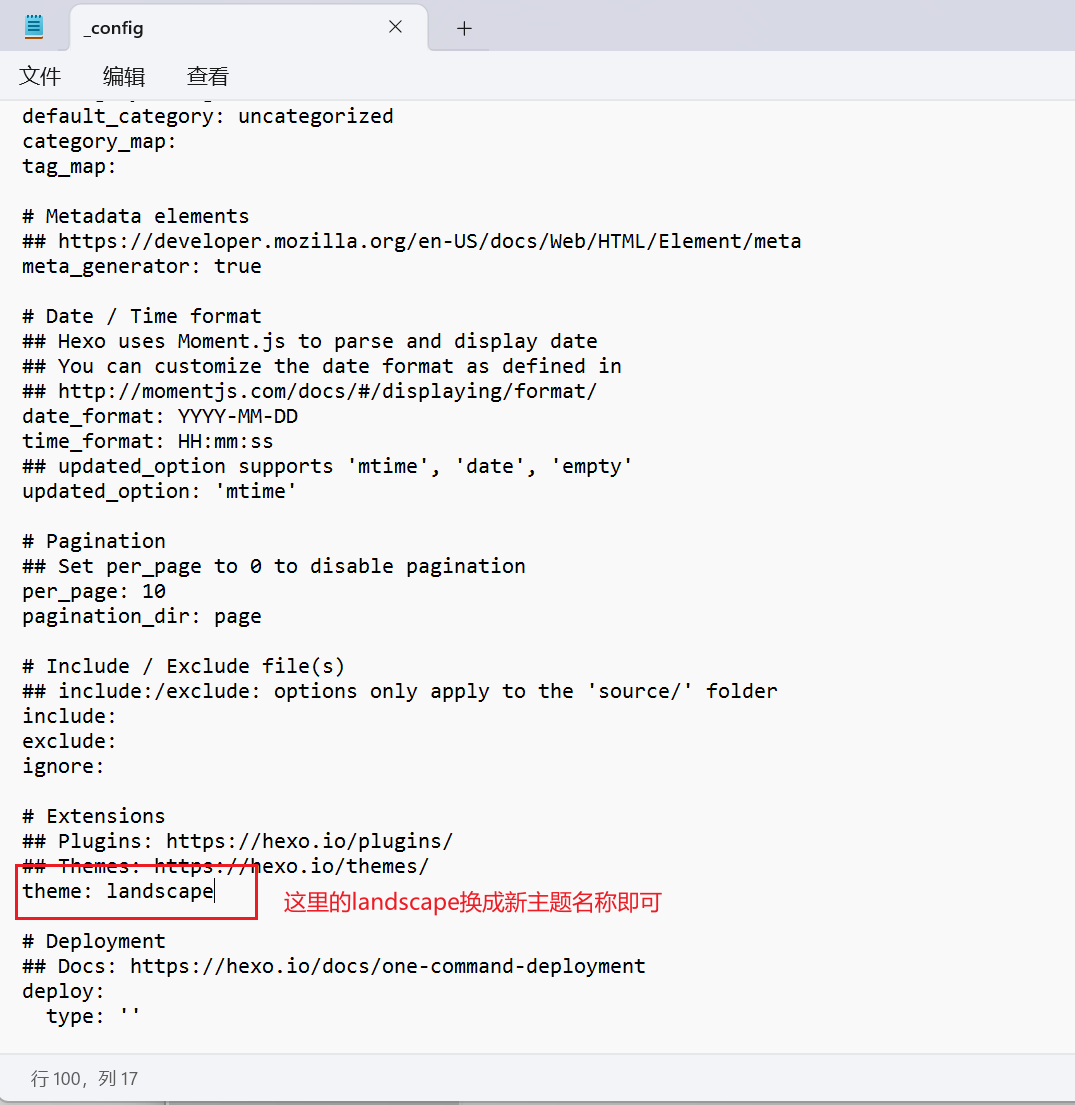 _config
文件 编辑 查看
default_category: uncategorized
category_map:
tag_map:
# Metadata elements
## https://developer.mozilla.org/en-US/docs/Web/HTML/Element/meta
meta_generator: true
# Date / Time format
## Hexo uses Moment.js to parse and display date
## You can customize the date format as defined in
## http://momentjs.com/docs/#/displaying/format/
date_format: YYYY-MM-DD
time_format: HH:mm:ss
## updated_option supports 'mtime', 'date', 'empty'
updated_option: 'mtime'
# Pagination
## Set per_page to 0 to disable pagination
per_page: 10
pagination_dir: page
# Include / Exclude file(s)
## include:/exclude: options only apply to the 'source/' folder
include:
exclude:
ignore:
# Extensions
## Plugins: https://hexo.io/plugins/
## Themes: https://hexo.io/themes/
theme: landscape
这里的landscape换成新主题名称即可
# Deployment
## Docs: https://hexo.io/docs/one-command-deployment
deploy:
  type: ''
行 100，列 17